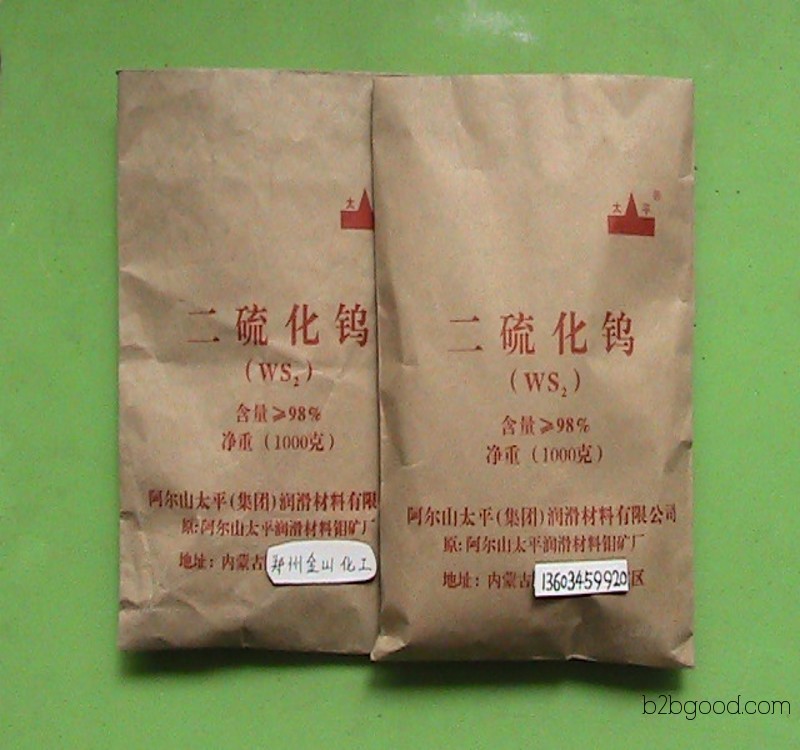 太
二硫化钨
(WS₂)
含量≥98%
净重(1000克)
阿尔山太平(集团)润滑材料有限
原:阿尔山太平润滑材料钼矿厂
地址:内蒙古
郑州金山化工
太平®
二硫化钨
(WS₂)
含量≥98%
净重(1000克)
阿尔山太平(集团)润滑材料有限公司
原:阿尔山太平润滑材料钼矿厂
地址:内蒙古
13603459920
区
b2bgood.com